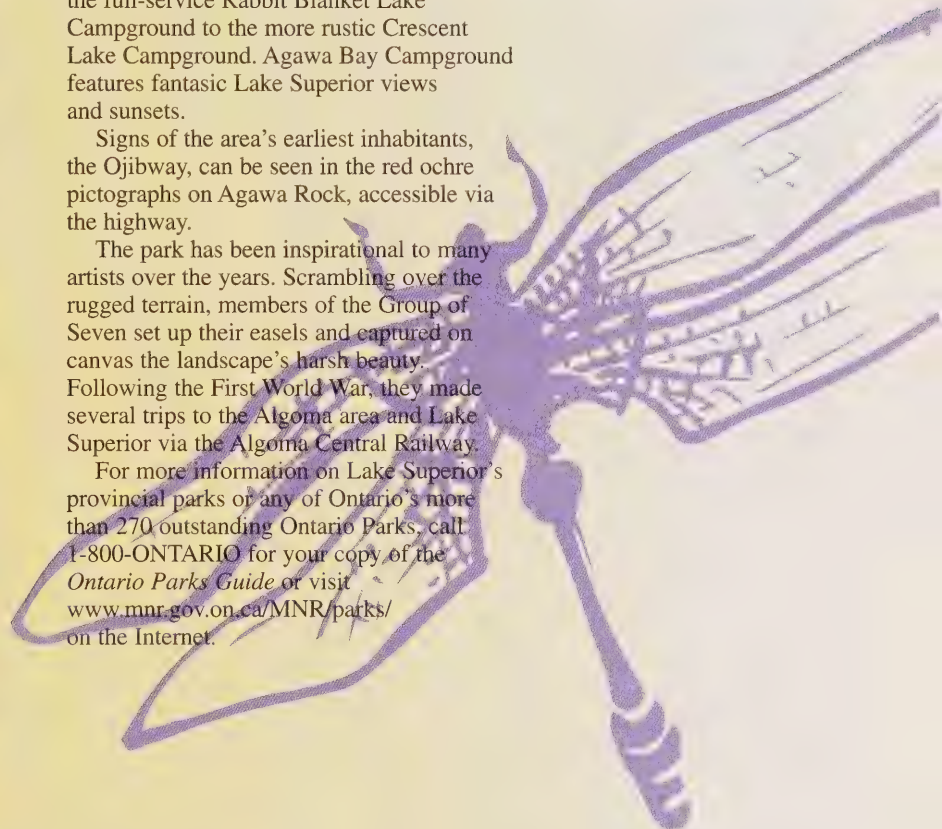 the full-service Rabbit Blanket Lake
Campground to the more rustic Crescent
Lake Campground. Agawa Bay Campground
features fantasic Lake Superior views
and sunsets.
Signs of the area's earliest inhabitants,
the Ojibway, can be seen in the red ochre
pictographs on Agawa Rock, accessible via
the highway.
The park has been inspirational to many
artists over the years. Scrambling over the
rugged terrain, members of the Group of
Seven set up their easels and captured on
canvas the landscape's harsh beauty.
Following the First World War, they made
several trips to the Algoma area and Lake
Superior via the Algoma Central Railway.
For more information on Lake Superior's
provincial parks or any of Ontario's more
than 270 outstanding Ontario Parks, call
1-800-ONTARIO for your copy of the
Ontario Parks Guide or visit
www.mnr.gov.on.ca/MNR/parks/
on the Internet.